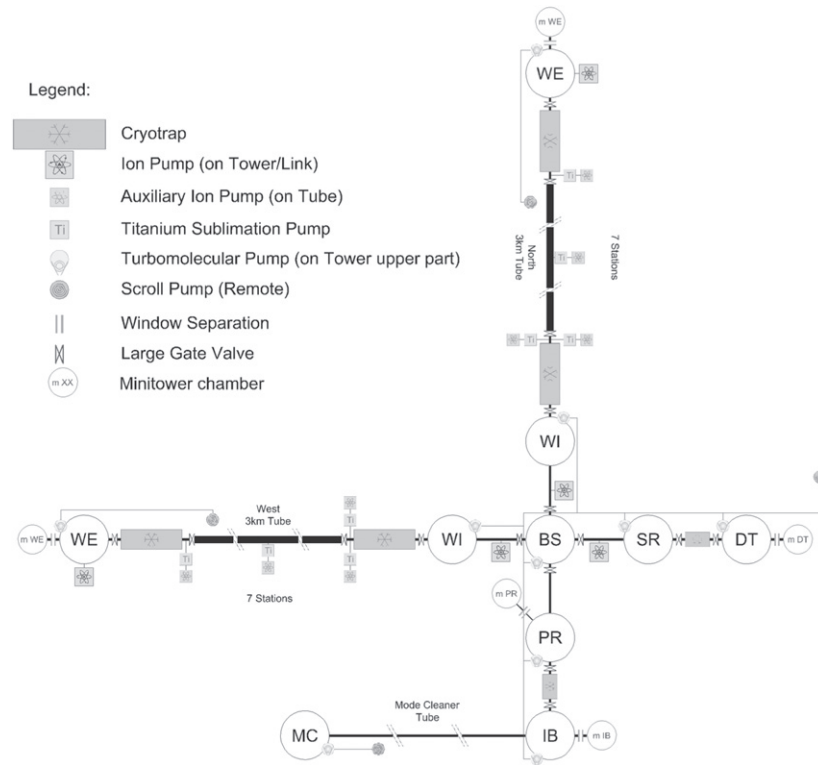 Legend:
Cryotrap
Ion Pump (on Tower/Link)
Auxiliary Ion Pump (on Tube)
Ti
Titanium Sublimation Pump
Turbomolecular Pump (on Tower upper part)
Scroll Pump (Remote)
Window Separation
Large Gate Valve
m XX
Minitower chamber
m WE
WE
Ti
North
3km Tube
Ti
7 Stations
Ti
Ti
WI
West
3km Tube
Ti
m WE
WE
WI
BS
SR
DT
m DT
Ti
Ti
Ti
7 Stations
m PR
PR
Mode Cleaner
Tube
MC
IB
m IB